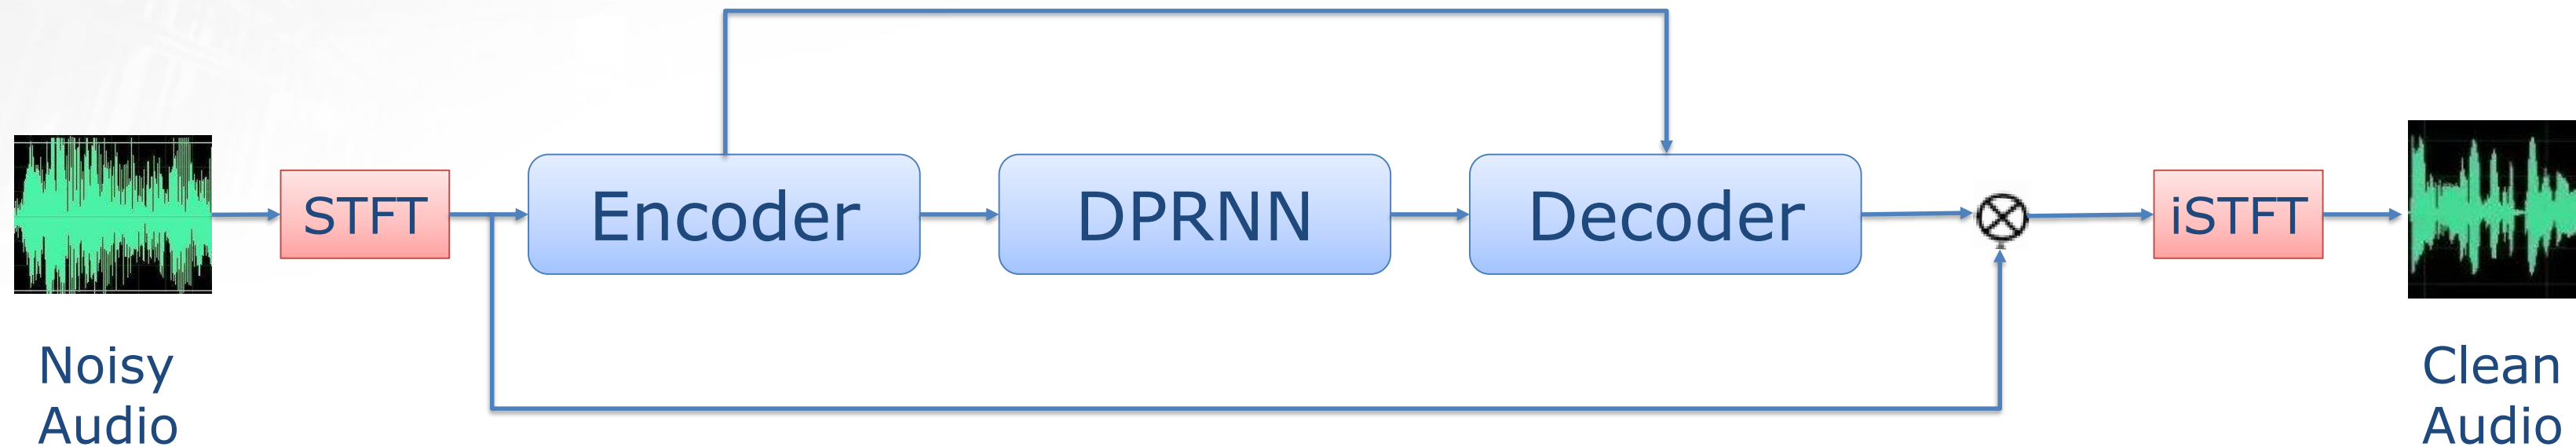 STFT
Encoder
DPRNN
Decoder
iSTFT
Noisy
Audio
Clean
Audio